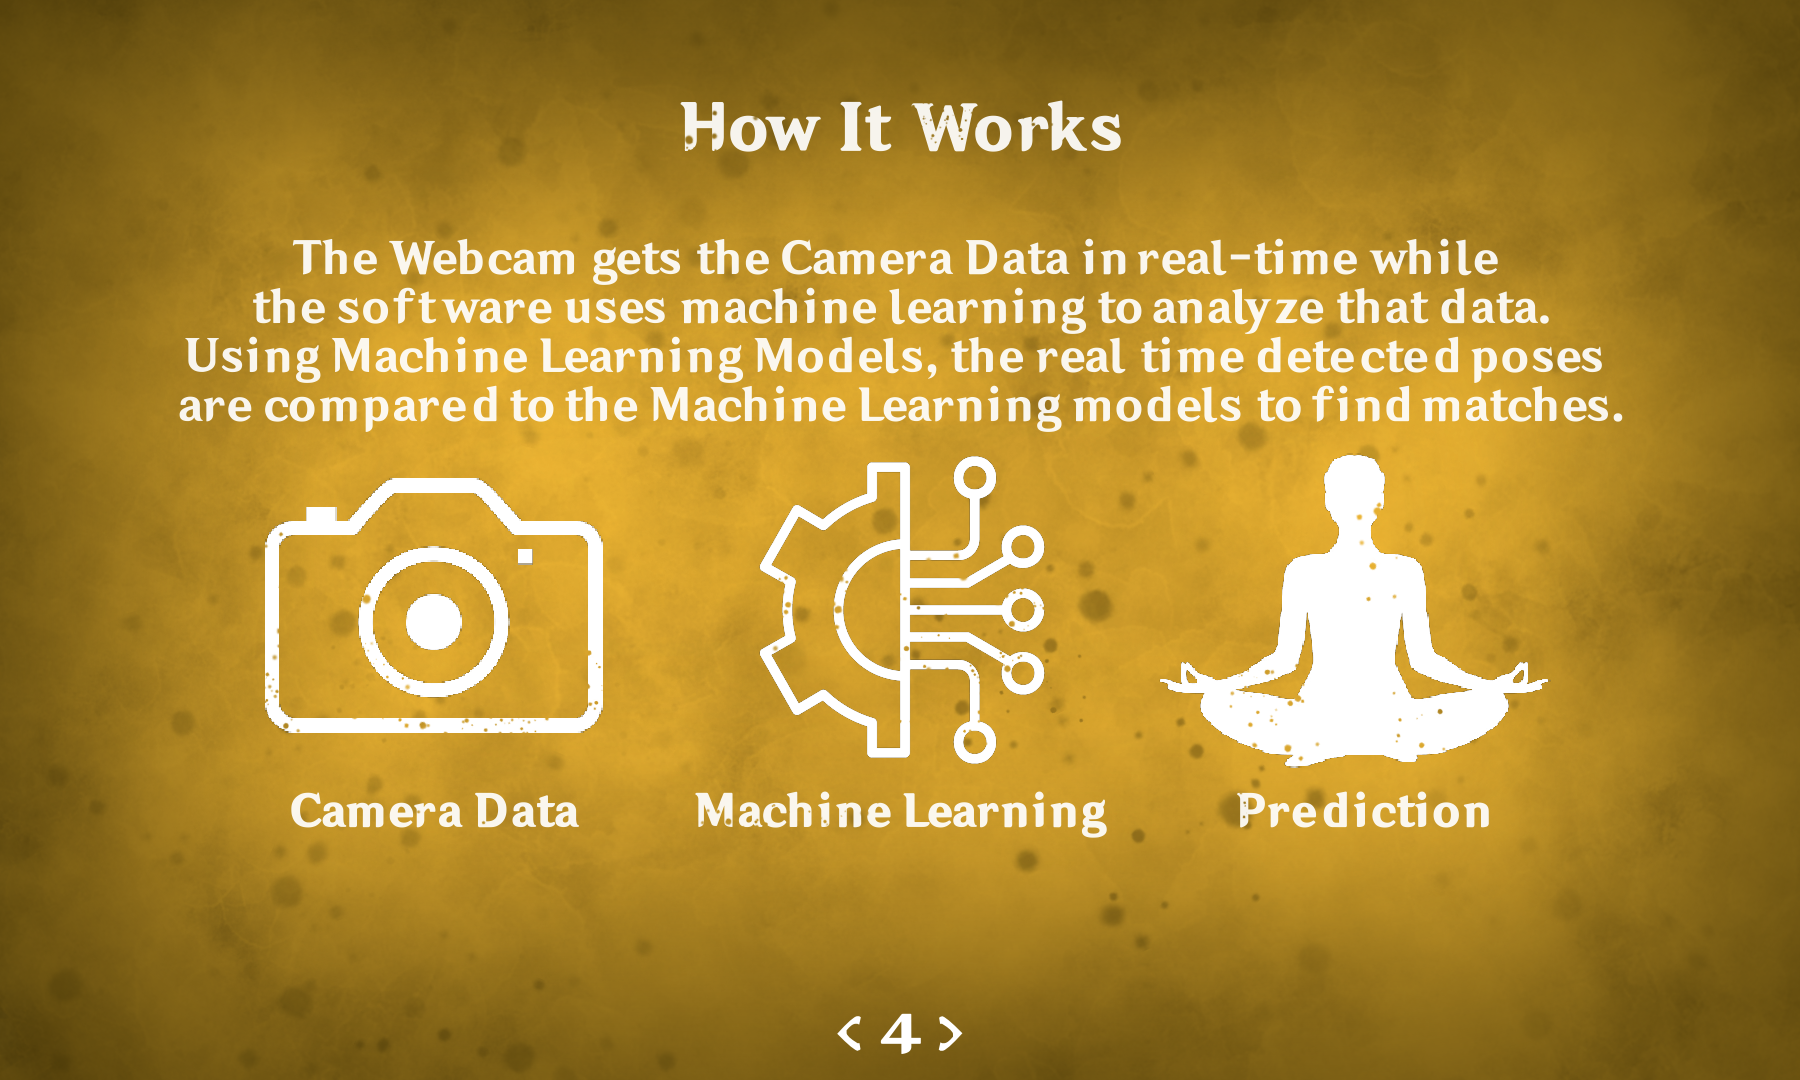 How It Works
The Webcam gets the Camera Data in real-time while
the software uses machine learning to analyze that data.
Using Machine Learning Models, the real time detected poses
are compared to the Machine Learning models to find matches.
Camera Data
Machine Learning
Prediction
< 4 >